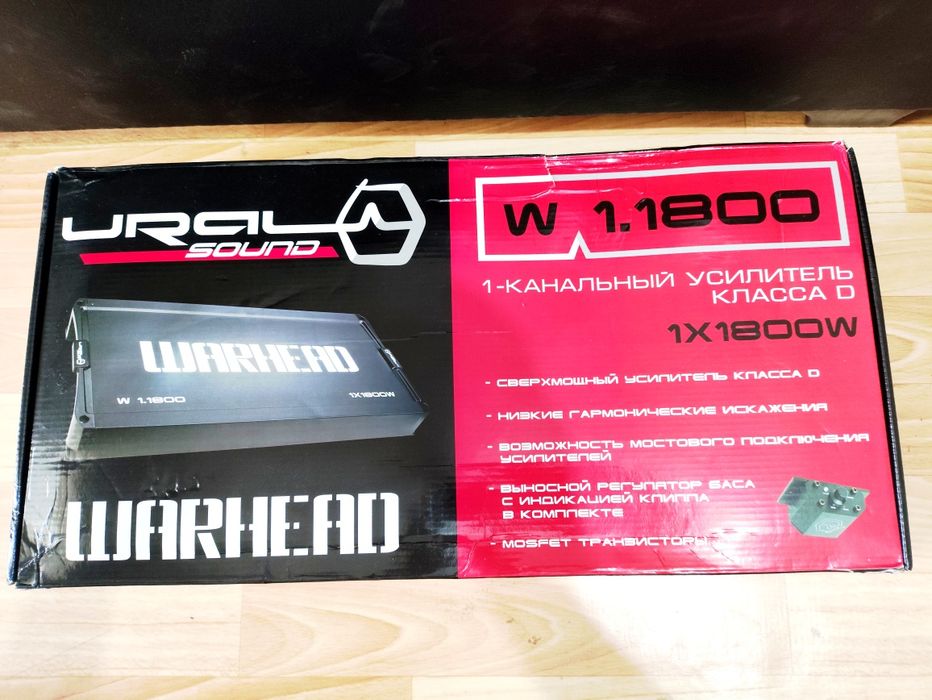 URAL
SOUND
WARHEAD
W 1.1800
1X1800W
WARHEAD
W 1.1800
1-КАНАЛЬНЫЙ УСИЛИТЕЛЬ
КЛАССА D
1X1800W
- СВЕРХМОЩНЫЙ УСИЛИТЕЛЬ КЛАССА D
- НИЗКИЕ ГАРМОНИЧЕСКИЕ ИСКАЖЕНИЯ
- ВОЗМОЖНОСТЬ МОСТОВОГО ПОДКЛЮЧЕНИЯ
УСИЛИТЕЛЕЙ
- ВЫНОСНОЙ РЕГУЛЯТОР БАСА
С ИНДИКАЦИЕЙ КЛИППА
В КОМПЛЕКТЕ
- MOSFET ТРАНЗИСТОРЫ